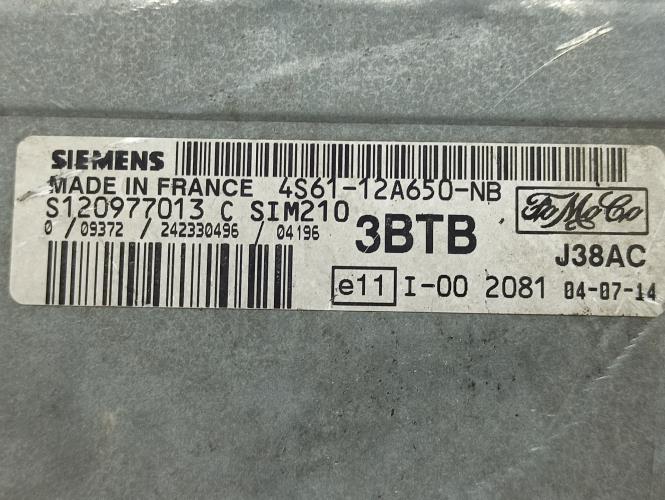 SIEMENS
MADE IN FRANCE 4S61-12A650-NB
S120977013 C SIM210
0 / 09372 / 242330496 / 04196
3BTB
FoMoCo
J38AC
e11 I-00 2081 04-07-14